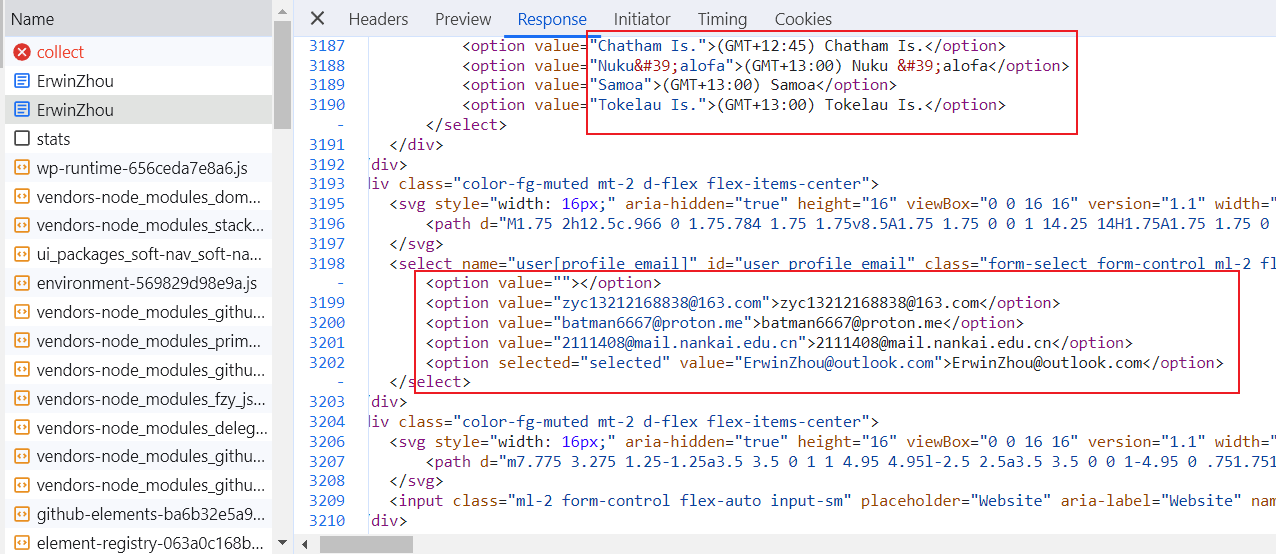 Name
collect
ErwinZhou
ErwinZhou
stats
wp-runtime-656ceda7e8a6.js
vendors-node_modules_dom...
vendors-node_modules_stack...
ui_packages_soft-nav_soft-na...
environment-569829d98e9a.js
vendors-node_modules_githu...
vendors-node_modules_prim...
vendors-node_modules_githu...
vendors-node_modules_fzy_js...
vendors-node_modules_deleg...
vendors-node_modules_githu...
vendors-node_modules_githu...
github-elements-ba6b32e5a9...
element-registry-063a0c168b...
Headers Preview Response Initiator Timing Cookies
3187 <option value="Chatham Is.">(GMT+12:45) Chatham Is.</option>
3188 <option value="Nuku&#39;alofa">(GMT+13:00) Nuku &#39;alofa</option>
3189 <option value="Samoa">(GMT+13:00) Samoa</option>
3190 <option value="Tokelau Is.">(GMT+13:00) Tokelau Is.</option>
- </select>
3191 </div>
3192 /div>
3193 div class="color-fg-muted mt-2 d-flex flex-items-center">
3195 <svg style="width: 16px;" aria-hidden="true" height="16" viewBox="0 0 16 16" version="1.1" width="
3196 <path d="M1.75 2h12.5c.966 0 1.75.784 1.75 1.75v8.5A1.75 1.75 0 0 1 14.25 14H1.75A1.75 1.75 0
3197 </svg>
3198 <select name="user[profile_email]" id="user_profile_email" class="form-select form-control ml-2 fl
- <option value=""></option>
3199 <option value="zyc13212168838@163.com">zyc13212168838@163.com</option>
3200 <option value="batman6667@proton.me">batman6667@proton.me</option>
3201 <option value="2111408@mail.nankai.edu.cn">2111408@mail.nankai.edu.cn</option>
3202 <option selected="selected" value="ErwinZhou@outlook.com">ErwinZhou@outlook.com</option>
- </select>
3203 /div>
3204 div class="color-fg-muted mt-2 d-flex flex-items-center">
3206 <svg style="width: 16px;" aria-hidden="true" height="16" viewBox="0 0 16 16" version="1.1" width="
3207 <path d="m7.775 3.275 1.25-1.25a3.5 3.5 0 1 1 4.95 4.95l-2.5 2.5a3.5 3.5 0 0 1-4.95 0 .751.751
3208 </svg>
3209 <input class="ml-2 form-control flex-auto input-sm" placeholder="Website" aria-label="Website" nam
3210 /div>